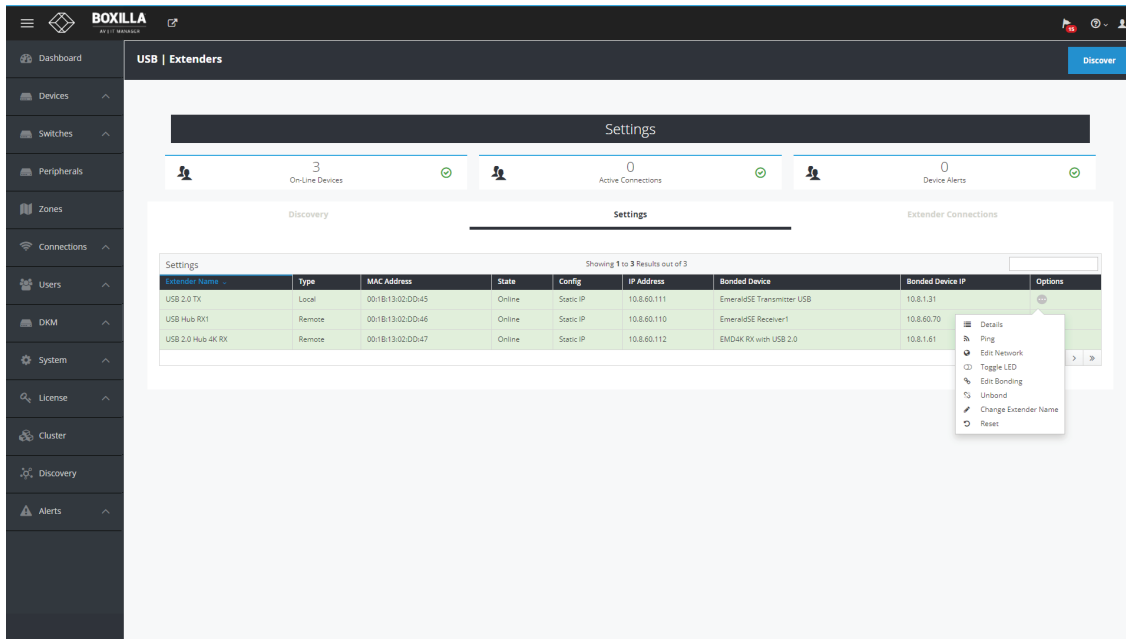 BOXILLA
AV | IT MANAGER
15
Dashboard
Devices
Switches
Peripherals
Zones
Connections
Users
DKM
System
License
Cluster
Discovery
Alerts
USB | Extenders
Discover
Settings
3
On-Line Devices
0
Active Connections
0
Device Alerts
Discovery
Settings
Extender Connections
Settings
Showing 1 to 3 Results out of 3
Extender Name Type MAC Address State Config IP Address Bonded Device Bonded Device IP Options
USB 2.0 TX Local 00:1B:13:02:DD:45 Online Static IP 10.8.60.111 EmeraldSE Transmitter USB 10.8.1.31
USB Hub RX1 Remote 00:1B:13:02:DD:46 Online Static IP 10.8.60.110 EmeraldSE Receiver1 10.8.60.70
USB 2.0 Hub 4K RX Remote 00:1B:13:02:DD:47 Online Static IP 10.8.60.112 EMD4K RX with USB 2.0 10.8.1.61
> »
Details
Ping
Edit Network
Toggle LED
Edit Bonding
Unbond
Change Extender Name
Reset